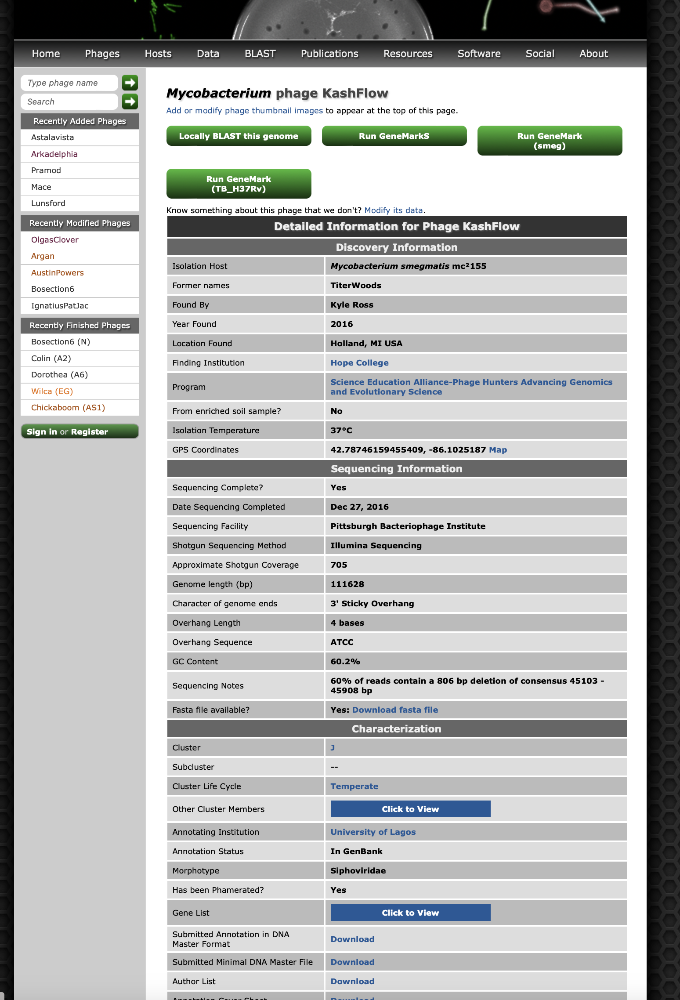 Home Phages Hosts Data BLAST Publications Resources Software Social About
Type phage name
Search
Recently Added Phages
Astalavista
Arkadelphia
Pramod
Mace
Lunsford
Recently Modified Phages
OlgasClover
Argan
AustinPowers
Bosection6
IgnatiusPatJac
Recently Finished Phages
Bosection6 (N)
Colin (A2)
Dorothea (A6)
Wilca (EG)
Chickaboom (AS1)
Sign in or Register
Mycobacterium phage KashFlow
Add or modify phage thumbnail images to appear at the top of this page.
Locally BLAST this genome
Run GeneMarkS
Run GeneMark
(smeg)
Run GeneMark
(TB_H37Rv)
Know something about this phage that we don't? Modify its data.
Detailed Information for Phage KashFlow
Discovery Information
Isolation Host Mycobacterium smegmatis mc²155
Former names TiterWoods
Found By Kyle Ross
Year Found 2016
Location Found Holland, MI USA
Finding Institution Hope College
Program Science Education Alliance-Phage Hunters Advancing Genomics
and Evolutionary Science
From enriched soil sample? No
Isolation Temperature 37°C
GPS Coordinates 42.78746159455409, -86.1025187 Map
Sequencing Information
Sequencing Complete? Yes
Date Sequencing Completed Dec 27, 2016
Sequencing Facility Pittsburgh Bacteriophage Institute
Shotgun Sequencing Method Illumina Sequencing
Approximate Shotgun Coverage 705
Genome length (bp) 111628
Character of genome ends 3' Sticky Overhang
Overhang Length 4 bases
Overhang Sequence ATCC
GC Content 60.2%
Sequencing Notes 60% of reads contain a 806 bp deletion of consensus 45103 -
45908 bp
Fasta file available? Yes: Download fasta file
Characterization
Cluster J
Subcluster --
Cluster Life Cycle Temperate
Other Cluster Members Click to View
Annotating Institution University of Lagos
Annotation Status In GenBank
Morphotype Siphoviridae
Has been Phamerated? Yes
Gene List Click to View
Submitted Annotation in DNA
Master Format Download
Submitted Minimal DNA Master File Download
Author List Download
Annotation Cover Sheet Download